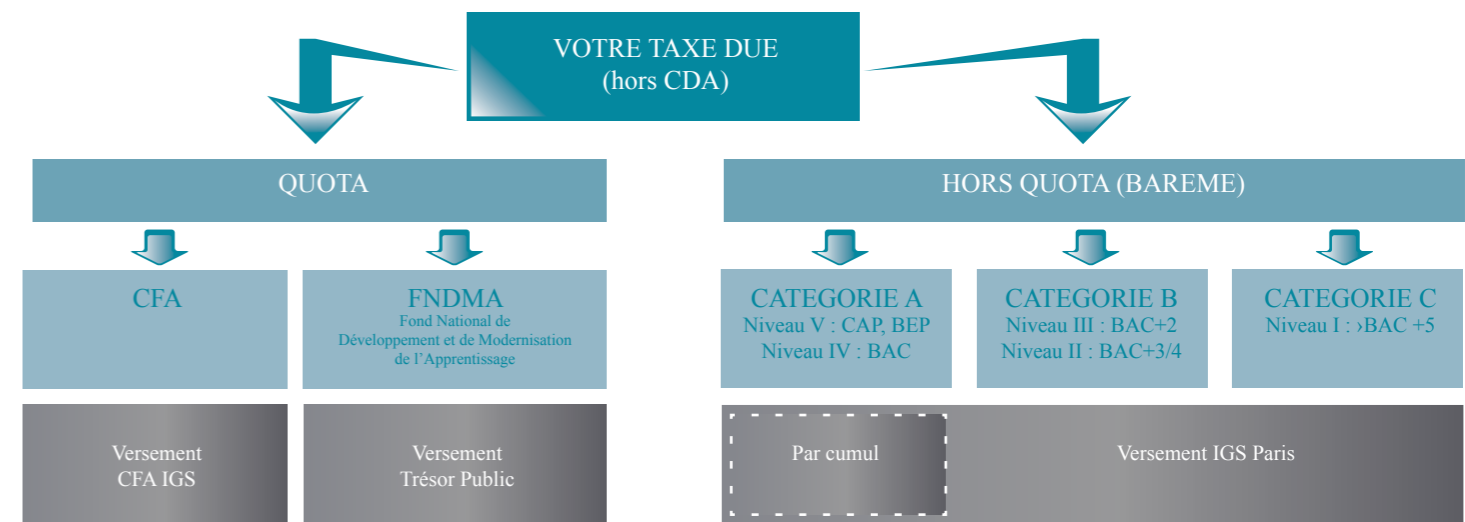 VOTRE TAXE DUE
(hors CDA)
QUOTA
HORS QUOTA (BAREME)
CFA
FNDMA
Fond National de
Développement et de Modernisation
de l’Apprentissage
CATEGORIE A
Niveau V : CAP, BEP
Niveau IV : BAC
CATEGORIE B
Niveau III : BAC+2
Niveau II : BAC+3/4
CATEGORIE C
Niveau I : ›BAC +5
Versement
CFA IGS
Versement
Trésor Public
Par cumul
Versement IGS Paris